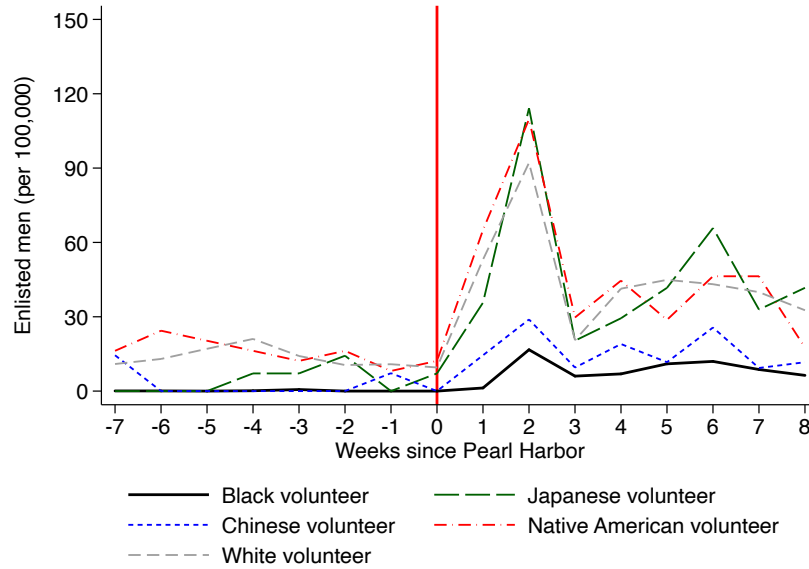 Enlisted men (per 100,000)
150
120
90
60
30
0
-7 -6 -5 -4 -3 -2 -1 0 1 2 3 4 5 6 7 8
Weeks since Pearl Harbor
Black volunteer Japanese volunteer
Chinese volunteer Native American volunteer
White volunteer